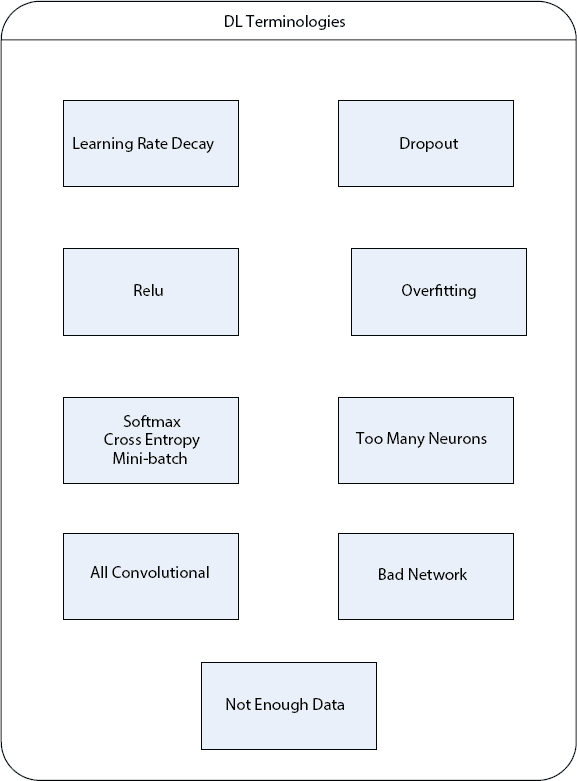 DL Terminologies
Learning Rate Decay
Dropout
Relu
Overfitting
Softmax
Cross Entropy
Mini-batch
Too Many Neurons
All Convolutional
Bad Network
Not Enough Data